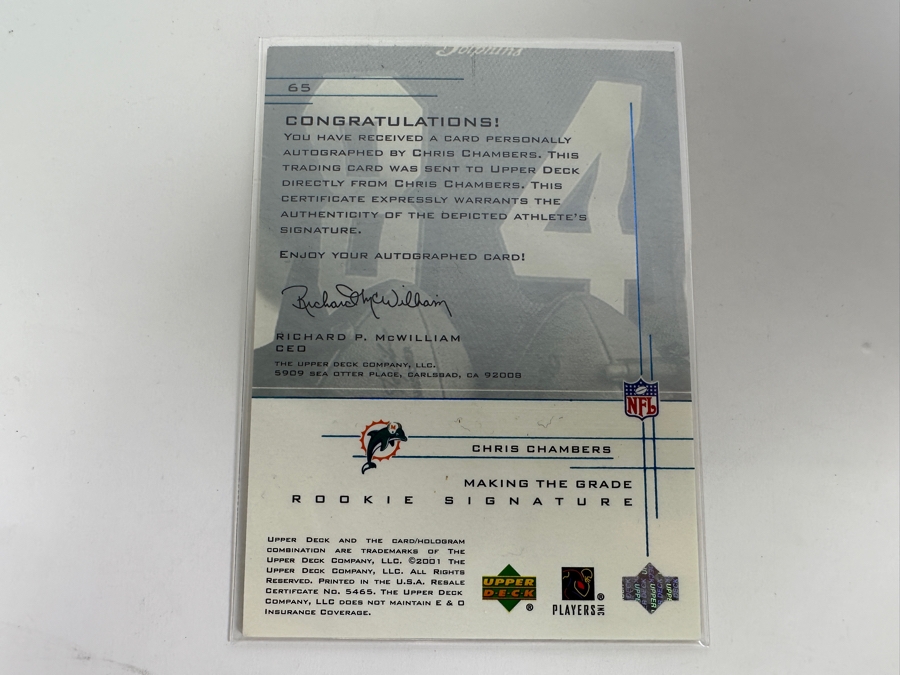 Dolphins
65
84
CONGRATULATIONS!
YOU HAVE RECEIVED A CARD PERSONALLY
AUTOGRAPHED BY CHRIS CHAMBERS. THIS
TRADING CARD WAS SENT TO UPPER DECK
DIRECTLY FROM CHRIS CHAMBERS. THIS
CERTIFICATE EXPRESSLY WARRANTS THE
AUTHENTICITY OF THE DEPICTED ATHLETE'S
SIGNATURE.
ENJOY YOUR AUTOGRAPHED CARD!
Richard McWilliam
RICHARD P. MCWILLIAM
CEO
THE UPPER DECK COMPANY, LLC.
5909 SEA OTTER PLACE, CARLSBAD, CA 92008
NFL
CHRIS CHAMBERS
MAKING THE GRADE
ROOKIE SIGNATURE
UPPER DECK AND THE CARD/HOLOGRAM
COMBINATION ARE TRADEMARKS OF THE
UPPER DECK COMPANY, LLC. ©2001 THE
UPPER DECK COMPANY, LLC. ALL RIGHTS
RESERVED. PRINTED IN THE U.S.A. RESALE
CERTIFCATE NO. 5465. THE UPPER DECK
COMPANY, LLC DOES NOT MAINTAIN E & O
INSURANCE COVERAGE.
UPPER
DECK
®
PLAYERS INC®